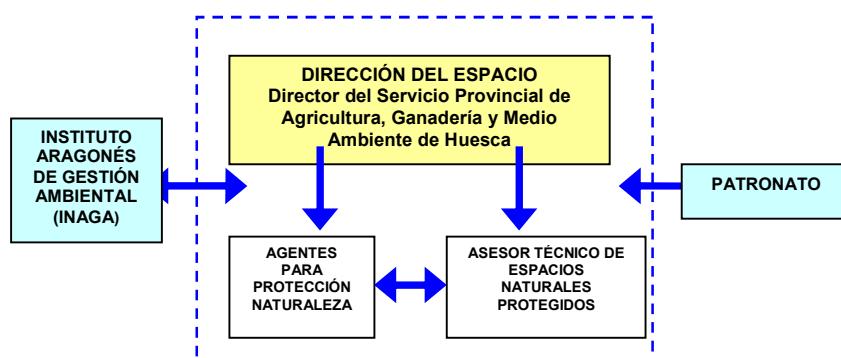 DIRECCIÓN DEL ESPACIO
Director del Servicio Provincial de
Agricultura, Ganadería y Medio
Ambiente de Huesca
INSTITUTO
ARAGONÉS
DE GESTIÓN
AMBIENTAL
(INAGA)
PATRONATO
AGENTES
PARA
PROTECCIÓN
NATURALEZA
ASESOR TÉCNICO DE
ESPACIOS
NATURALES
PROTEGIDOS